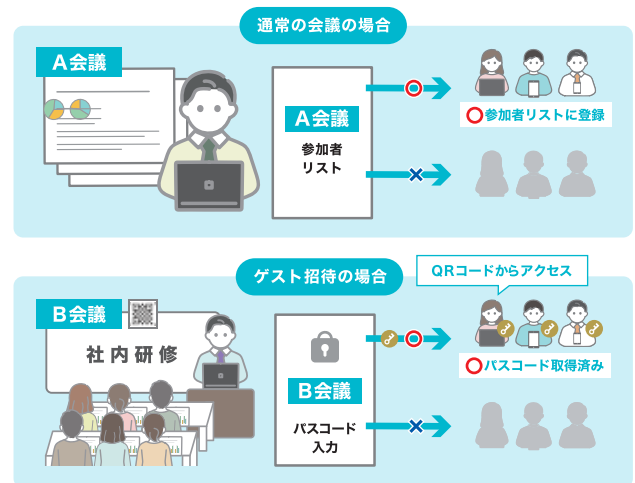 通常の会議の場合
A会議
A会議
参加者
リスト
参加者リストに登録
ゲスト招待の場合
QRコードからアクセス
B会議
社内研修
B会議
パスコード
入力
パスコード取得済み